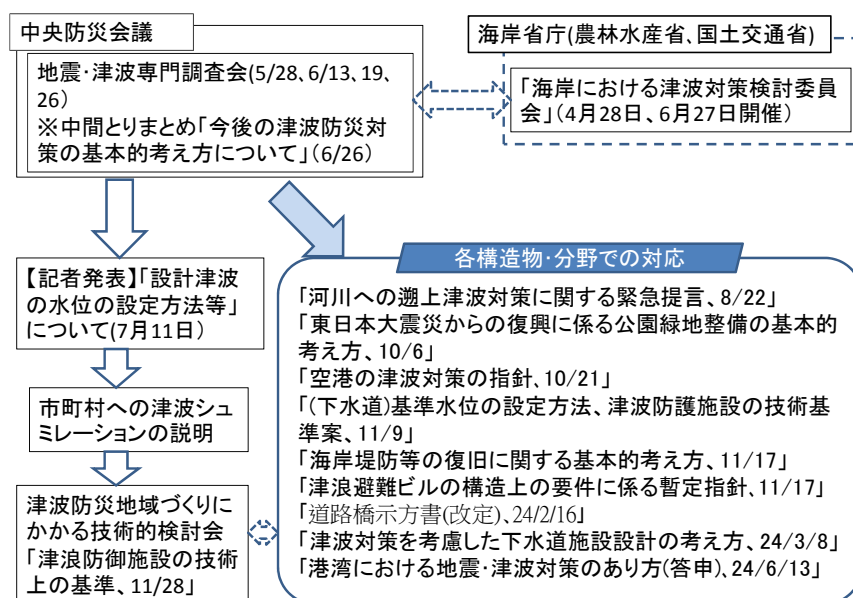 中央防災会議
地震・津波専門調査会(5/28、6/13、19、
26)
※中間とりまとめ「今後の津波防災対
策の基本的考え方について」(6/26)
海岸省庁(農林水産省、国土交通省)
「海岸における津波対策検討委員
会」(4月28日、6月27日開催)
【記者発表】「設計津波
の水位の設定方法等」
について(7月11日)
市町村への津波シュ
ミレーションの説明
津波防災地域づくりに
かかる技術的検討会
「津浪防御施設の技術
上の基準、11/28」
各構造物・分野での対応
「河川への遡上津波対策に関する緊急提言、8/22」
「東日本大震災からの復興に係る公園緑地整備の基本的
考え方、10/6」
「空港の津波対策の指針、10/21」
「(下水道)基準水位の設定方法、津波防護施設の技術基
準案、11/9」
「海岸堤防等の復旧に関する基本的考え方、11/17」
「津浪避難ビルの構造上の要件に係る暫定指針、11/17」
「道路橋示方書(改定)、24/2/16」
「津波対策を考慮した下水道施設設計の考え方、24/3/8」
「港湾における地震・津波対策のあり方(答申)、24/6/13」